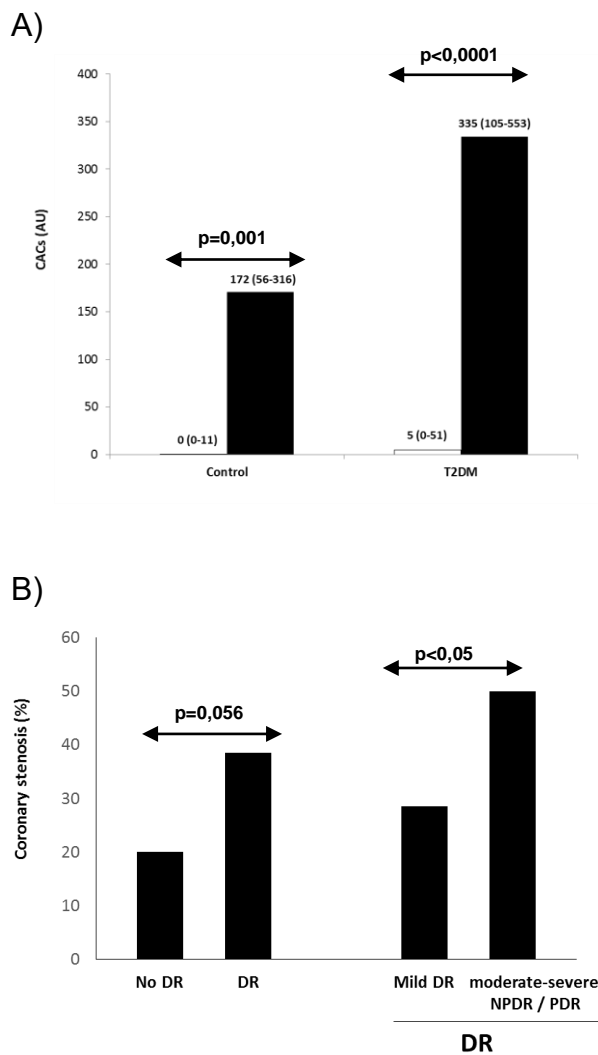 A)
p<0,0001
400
335 (105-553)
350
300
250
p=0,001
CACs (AU)
200
172 (56-316)
150
100
50
0 (0-11)
5 (0-51)
0
Control
T2DM
B)
60
p<0,05
50
p=0,056
40
Coronary stenosis (%)
30
20
10
0
No DR
DR
Mild DR
moderate-severe
NPDR / PDR
DR